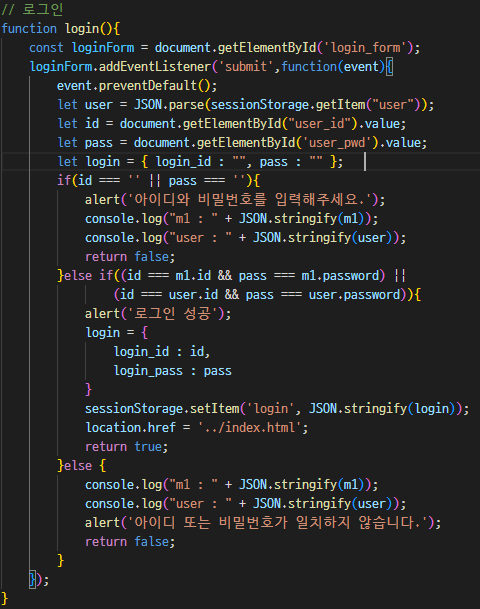 // 로그인
function login(){
    const loginForm = document.getElementById('login_form');
    loginForm.addEventListener('submit',function(event){
        event.preventDefault();
        let user = JSON.parse(sessionStorage.getItem("user"));
        let id = document.getElementById("user_id").value;
        let pass = document.getElementById('user_pwd').value;
        let login = { login_id : "", pass : "" };
        if(id === '' || pass === ''){
            alert('아이디와 비밀번호를 입력해주세요.');
            console.log("m1 : " + JSON.stringify(m1));
            console.log("user : " + JSON.stringify(user));
            return false;
        }else if((id === m1.id && pass === m1.password) ||
                (id === user.id && pass === user.password)){
            alert('로그인 성공');
            login = {
                login_id : id,
                login_pass : pass
            }
            sessionStorage.setItem('login', JSON.stringify(login));
            location.href = '../index.html';
            return true;
        }else {
            console.log("m1 : " + JSON.stringify(m1));
            console.log("user : " + JSON.stringify(user));
            alert('아이디 또는 비밀번호가 일치하지 않습니다.');
            return false;
        }
    });
}